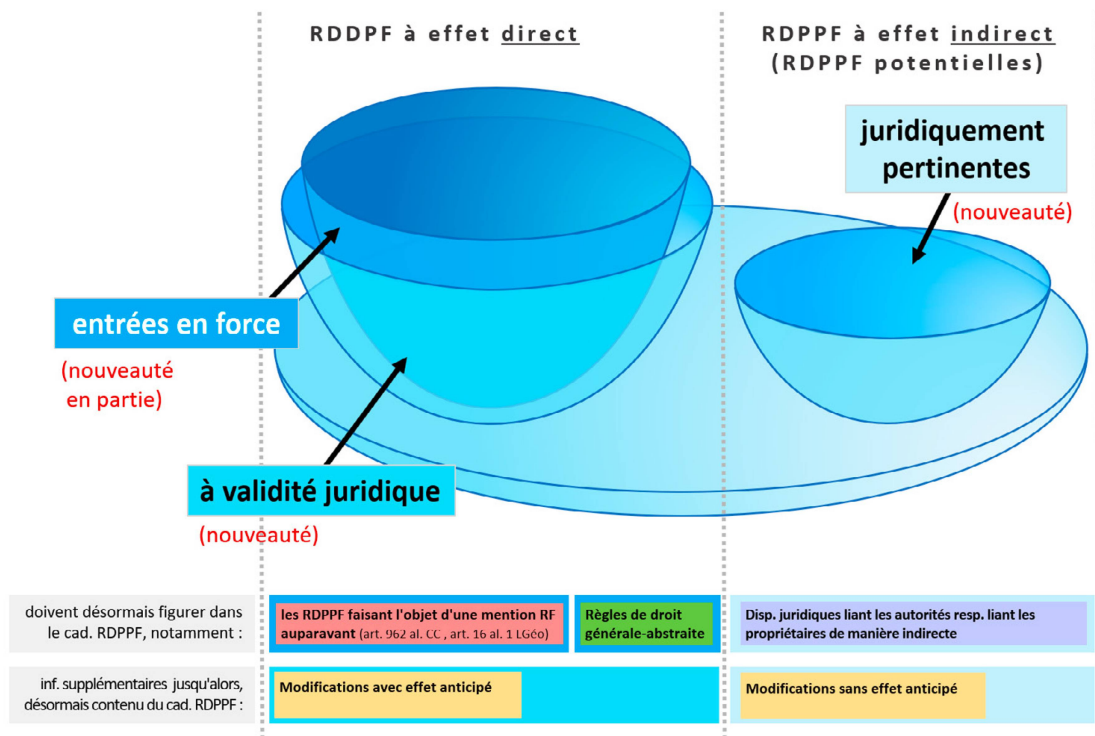 RDDPF à effet direct
RDPPF à effet indirect
(RDPPF potentielles)
juridiquement
pertinentes
(nouveauté)
entrées en force
(nouveauté
en partie)
à validité juridique
(nouveauté)
doivent désormais figurer dans
le cad. RDPPF, notamment :
les RDPPF faisant l'objet d'une mention RF
auparavant (art. 962 al. CC , art. 16 al. 1 LGéo)
Règles de droit
générale-abstraite
Disp. juridiques liant les autorités resp. liant les
propriétaires de manière indirecte
inf. supplémentaires jusqu'alors,
désormais contenu du cad. RDPPF :
Modifications avec effet anticipé
Modifications sans effet anticipé